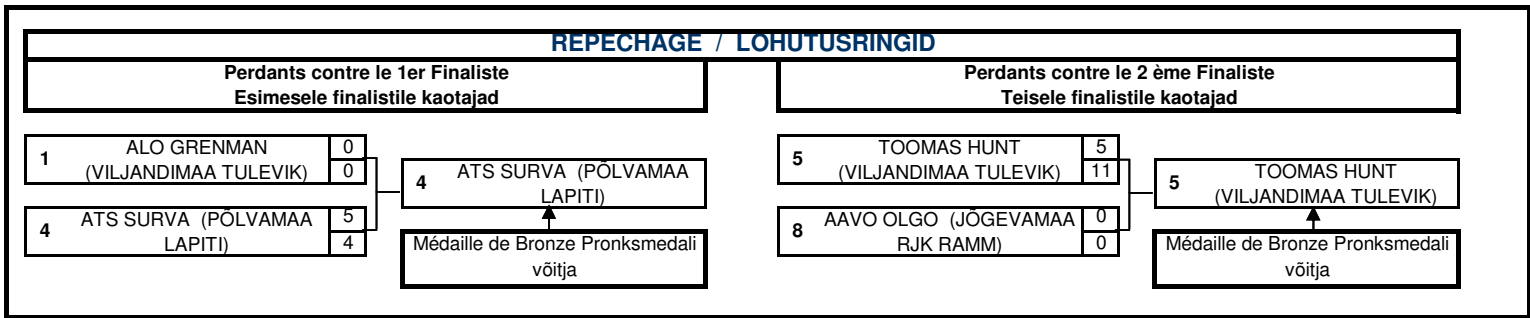 REPECHAGE / LOHUTUSRINGID
Perdants contre le 1er Finaliste
Esimesele finalistile kaotajad
Perdants contre le 2 ème Finaliste
Teisele finalistile kaotajad
1
ALO GRENMAN
(VILJANDIMAA TULEVIK)
0
0
4
ATS SURVA (PÕLVAMAA
LAPITI)
5
4
4
ATS SURVA (PÕLVAMAA
LAPITI)
Médaille de Bronze Pronksmedali
võitja
5
TOOMAS HUNT
(VILJANDIMAA TULEVIK)
5
11
8
AAVO OLGO (JÕGEVAMAA
RJK RAMM)
0
0
5
TOOMAS HUNT
(VILJANDIMAA TULEVIK)
Médaille de Bronze Pronksmedali
võitja